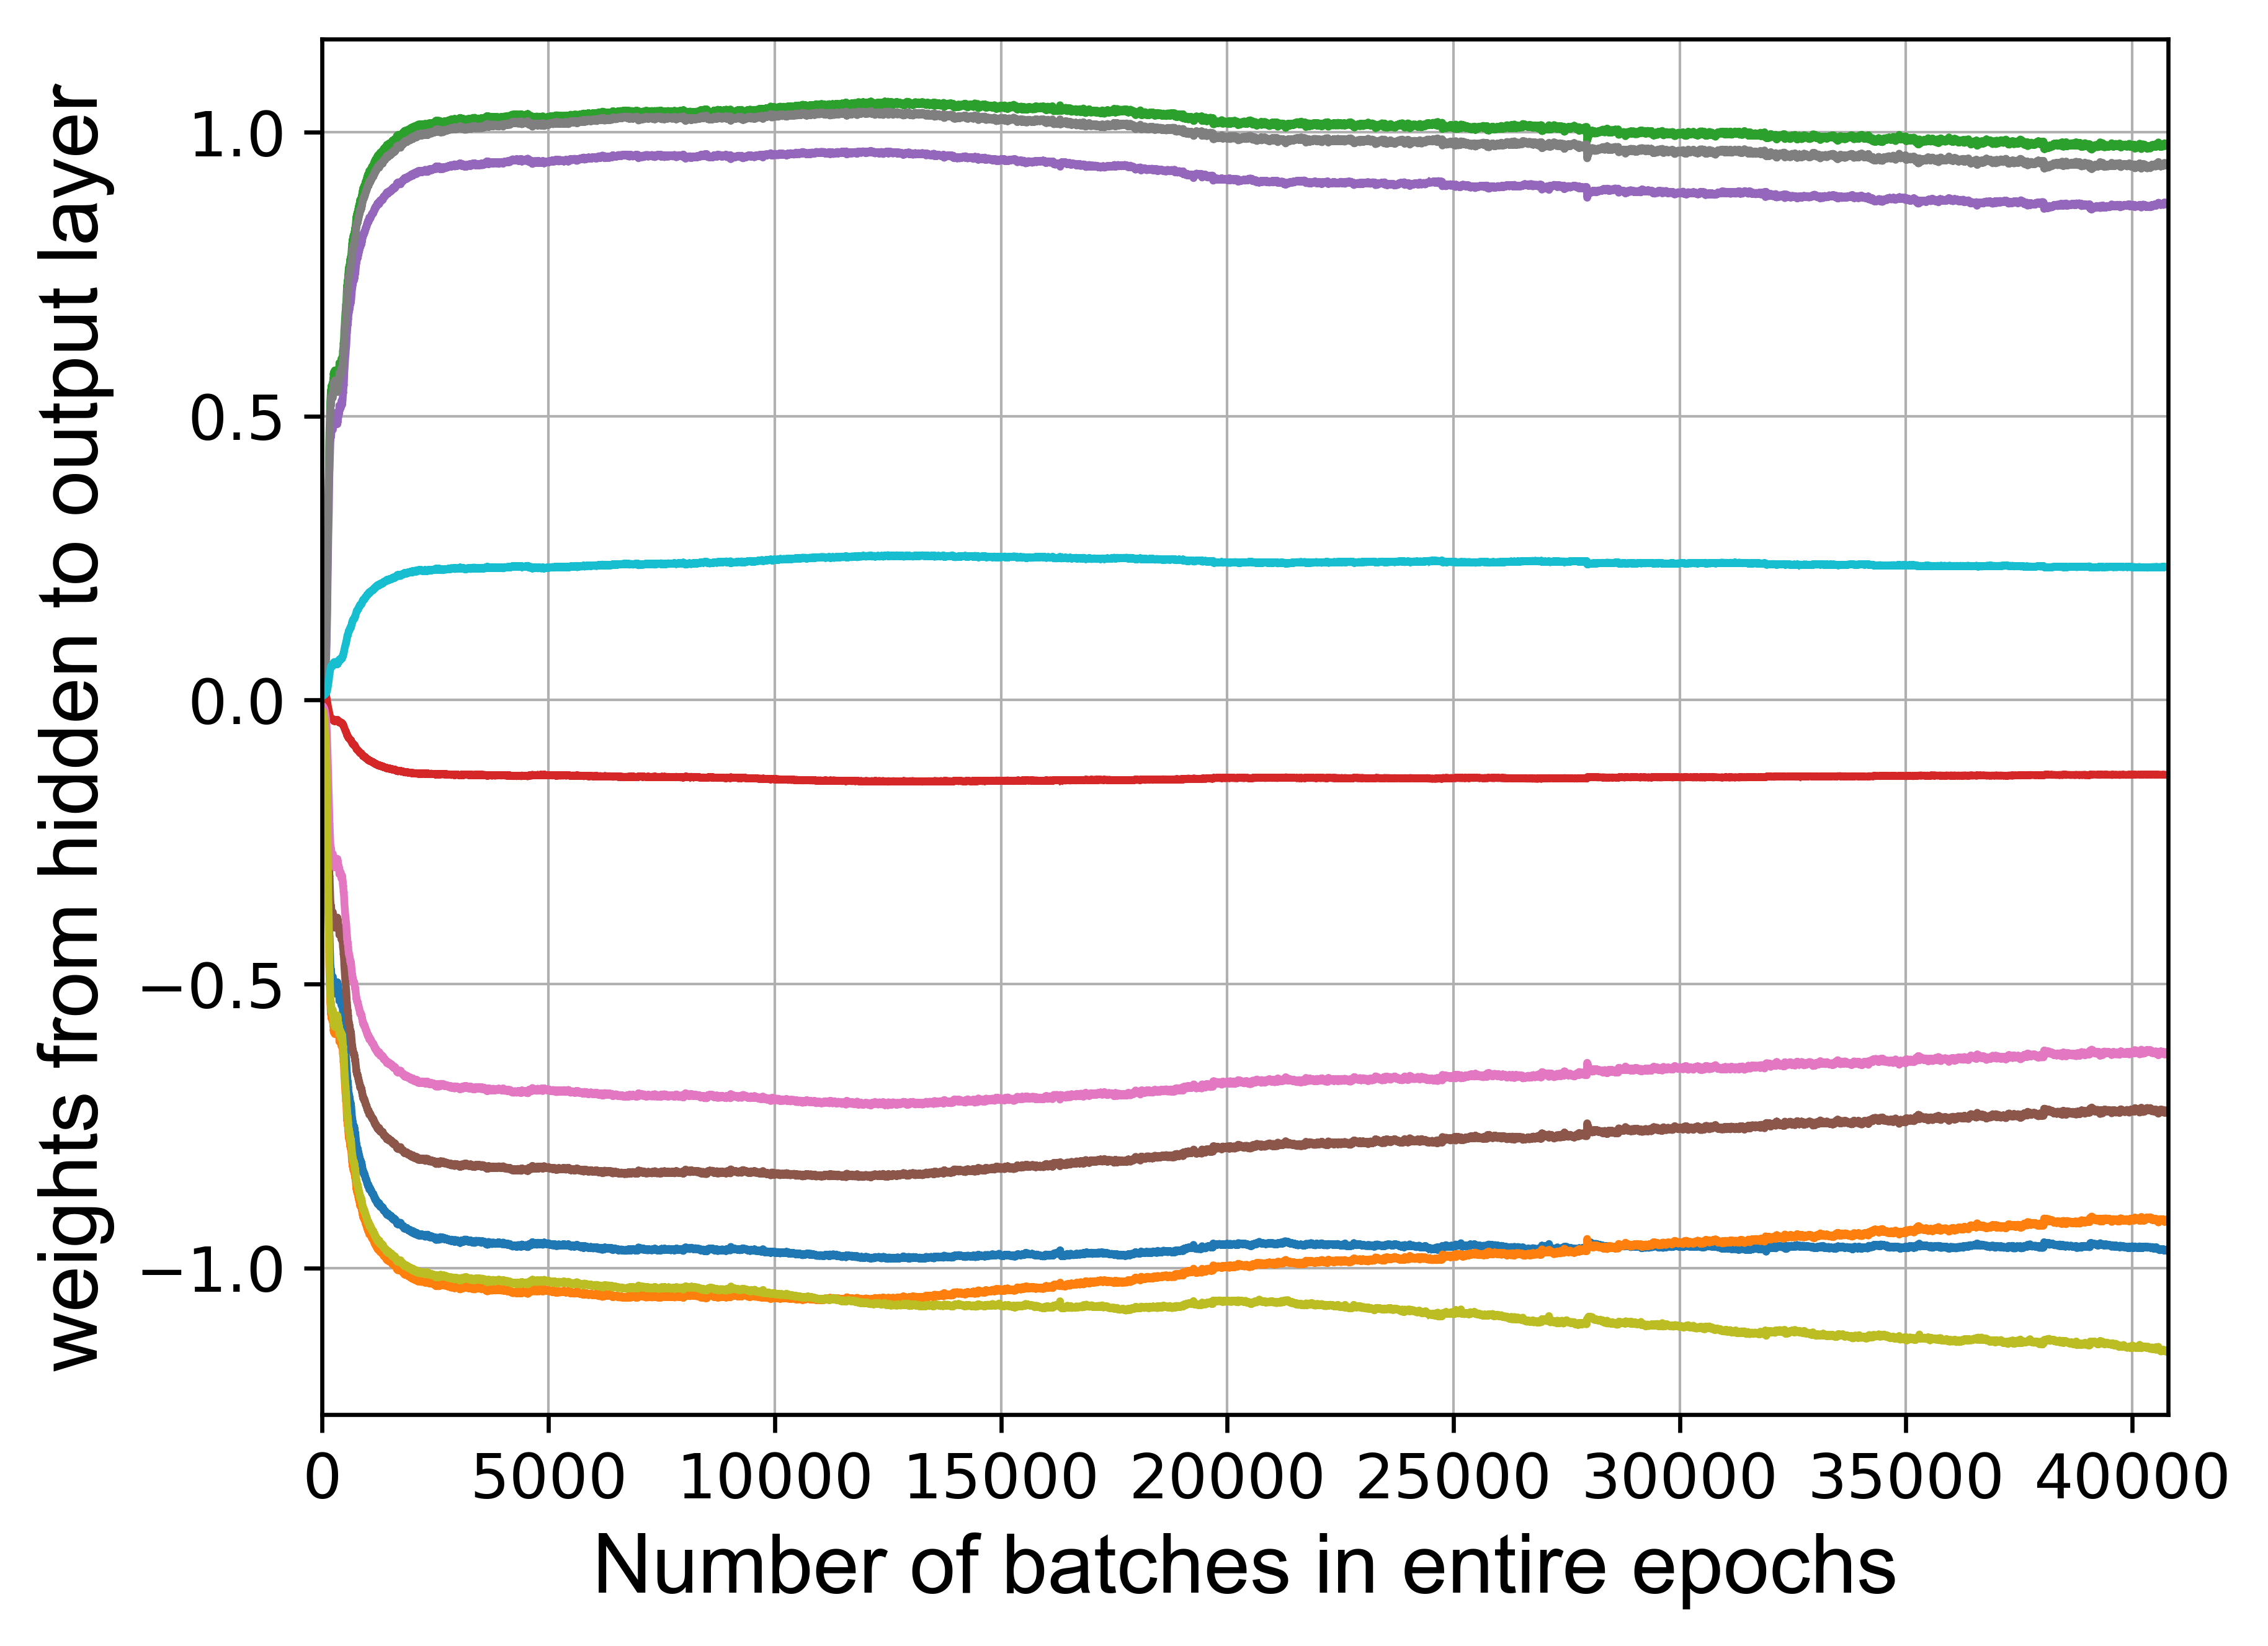 weights from hidden to output layer
1.0
0.5
0.0
−0.5
−1.0
0 5000 10000 15000 20000 25000 30000 35000 40000
Number of batches in entire epochs